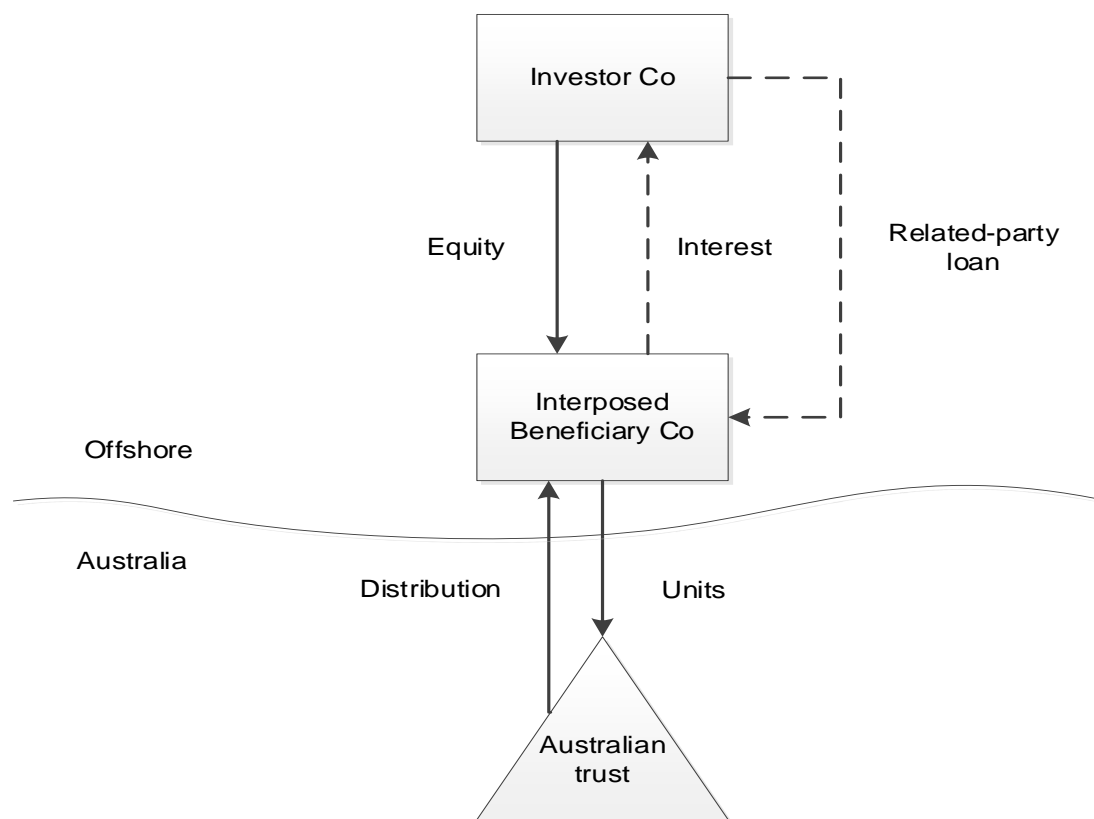 Investor Co
Equity
Interest
Related-party
loan
Interposed
Beneficiary Co
Offshore
Australia
Distribution
Units
Australian
trust